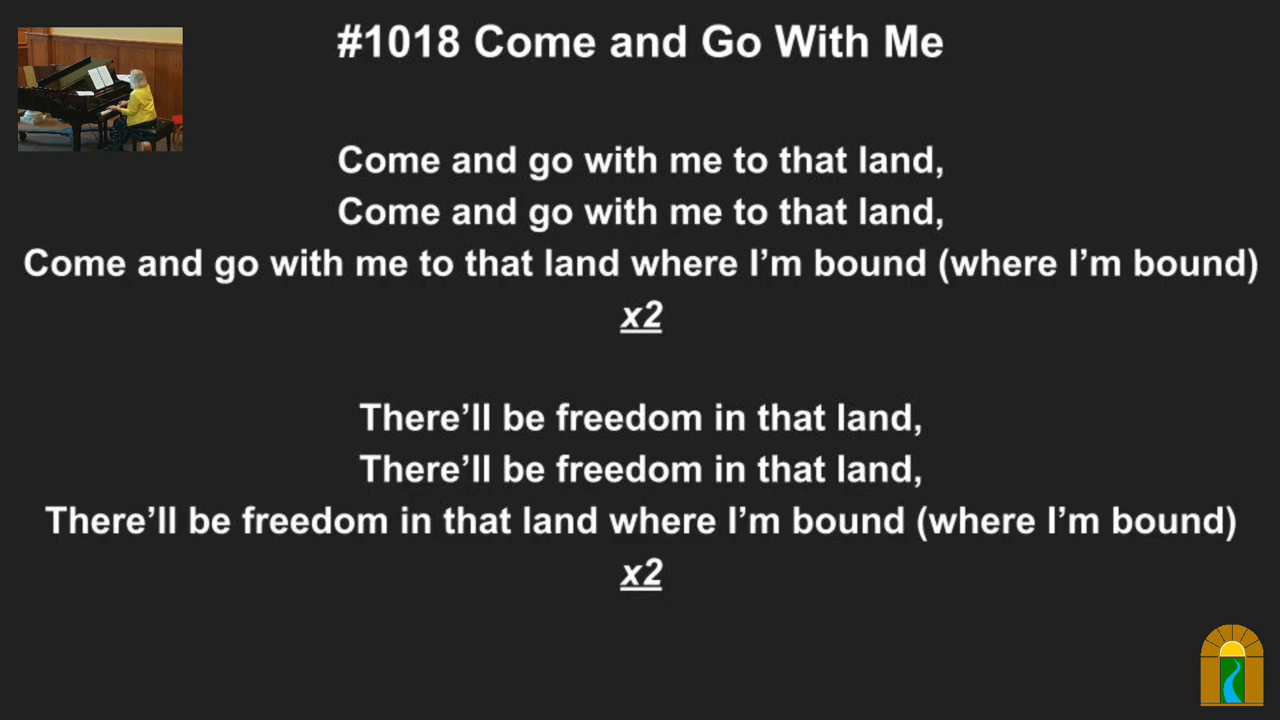 #1018 Come and Go With Me
Come and go with me to that land,
Come and go with me to that land,
Come and go with me to that land where I’m bound (where I’m bound)
x2
There’ll be freedom in that land,
There’ll be freedom in that land,
There’ll be freedom in that land where I’m bound (where I’m bound)
x2